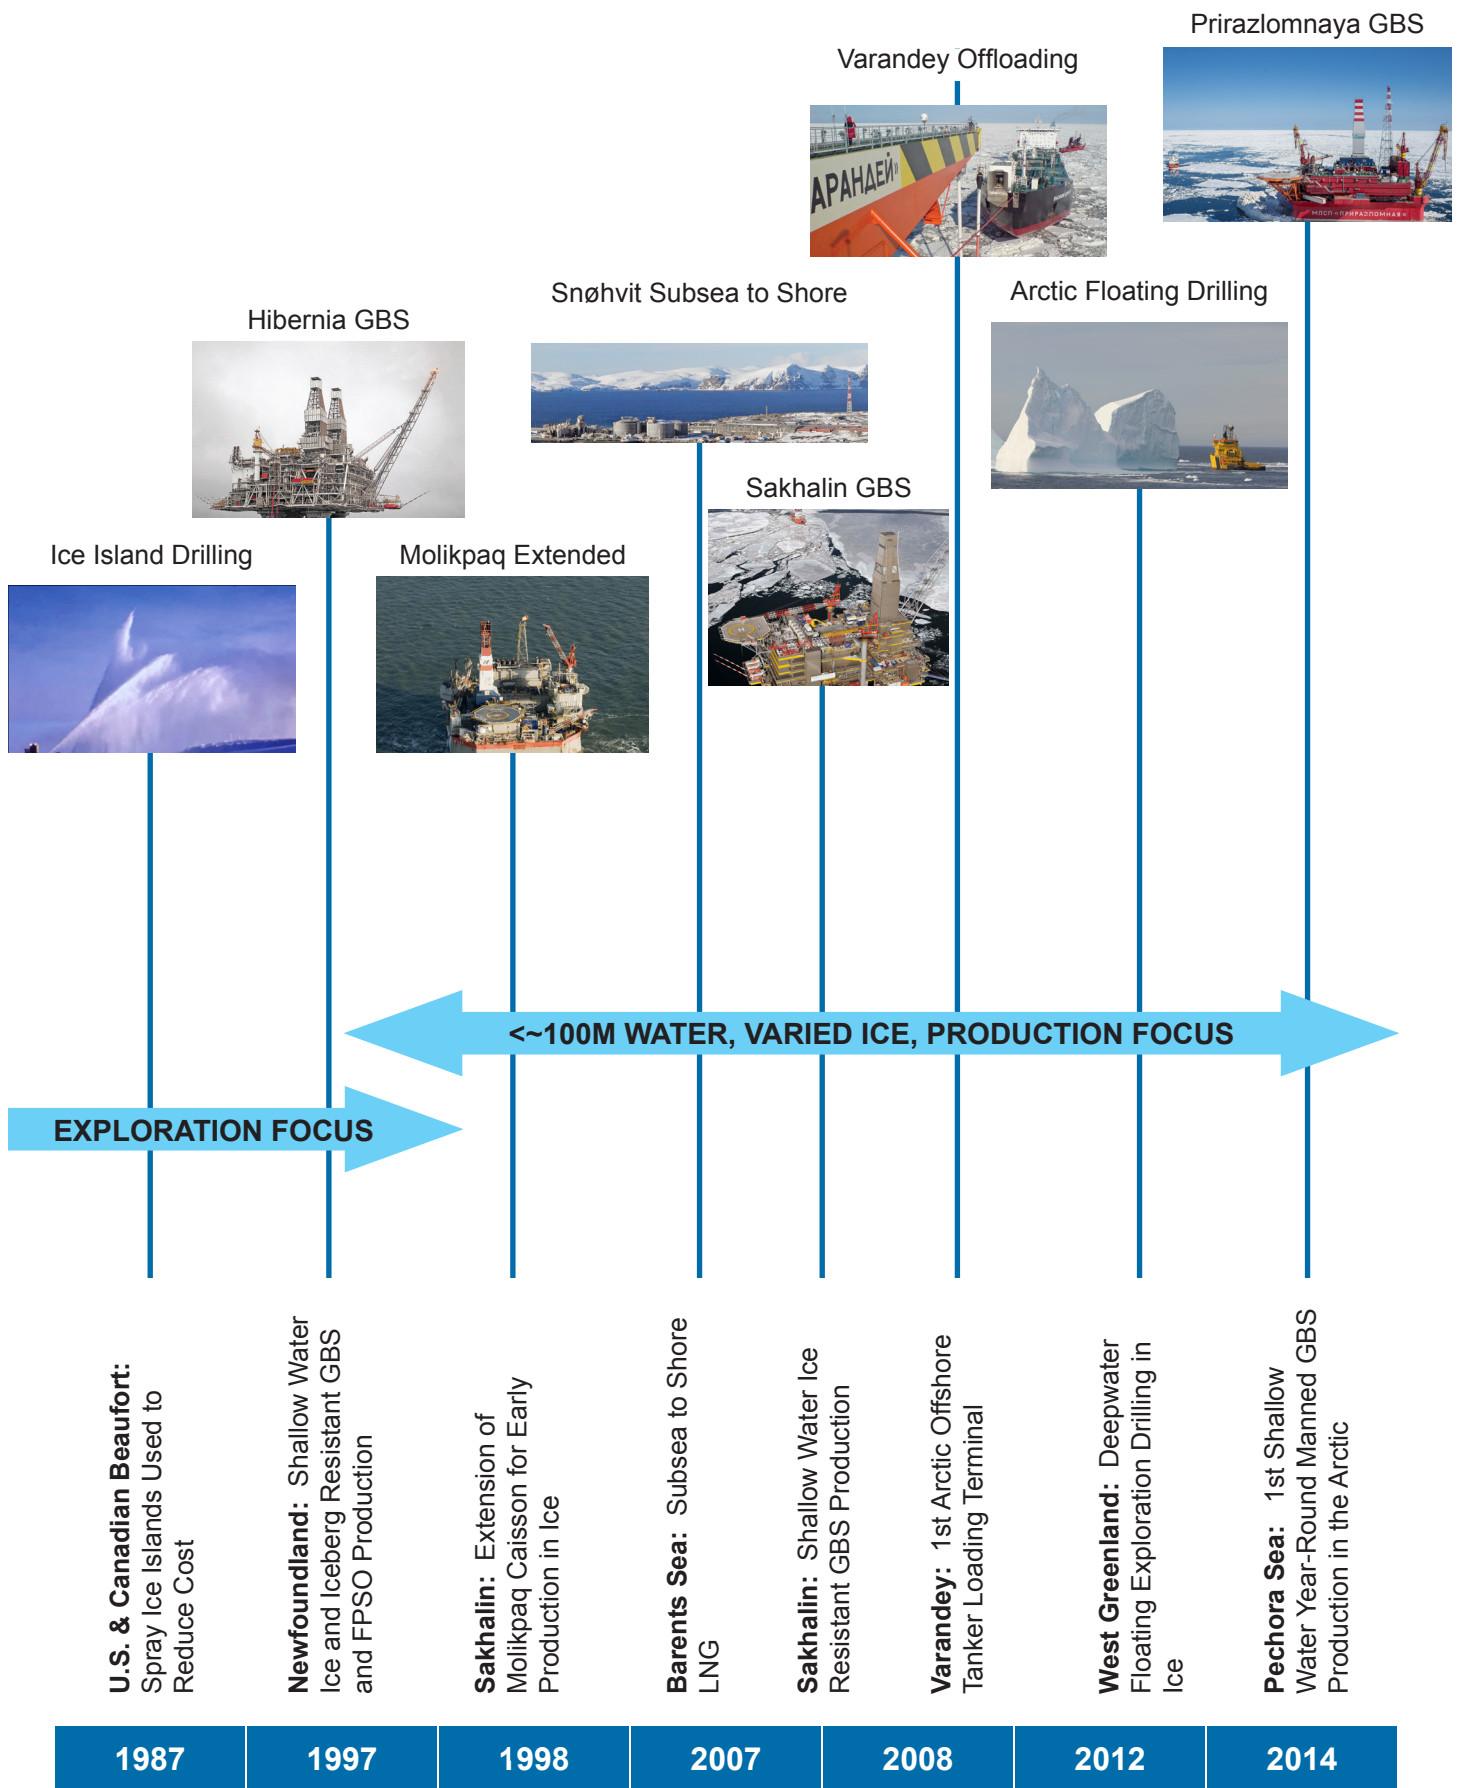 Prirazlomnaya GBS
Varandey Offloading
АРАНДЕЙ»
МЛСП «ПРИРАЗЛОМНАЯ»
Arctic Floating Drilling
Snøhvit Subsea to Shore
Hibernia GBS
Sakhalin GBS
Ice Island Drilling
Molikpaq Extended
<~100M WATER, VARIED ICE, PRODUCTION FOCUS
EXPLORATION FOCUS
U.S. & Canadian Beaufort:
Spray Ice Islands Used to
Reduce Cost
Newfoundland: Shallow Water
Ice and Iceberg Resistant GBS
and FPSO Production
Sakhalin: Extension of
Molikpaq Caisson for Early
Production in Ice
Barents Sea: Subsea to Shore
LNG
Sakhalin: Shallow Water Ice
Resistant GBS Production
Varandey: 1st Arctic Offshore
Tanker Loading Terminal
West Greenland: Deepwater
Floating Exploration Drilling in
Ice
Pechora Sea: 1st Shallow
Water Year-Round Manned GBS
Production in the Arctic
1987
1997
1998
2007
2008
2012
2014